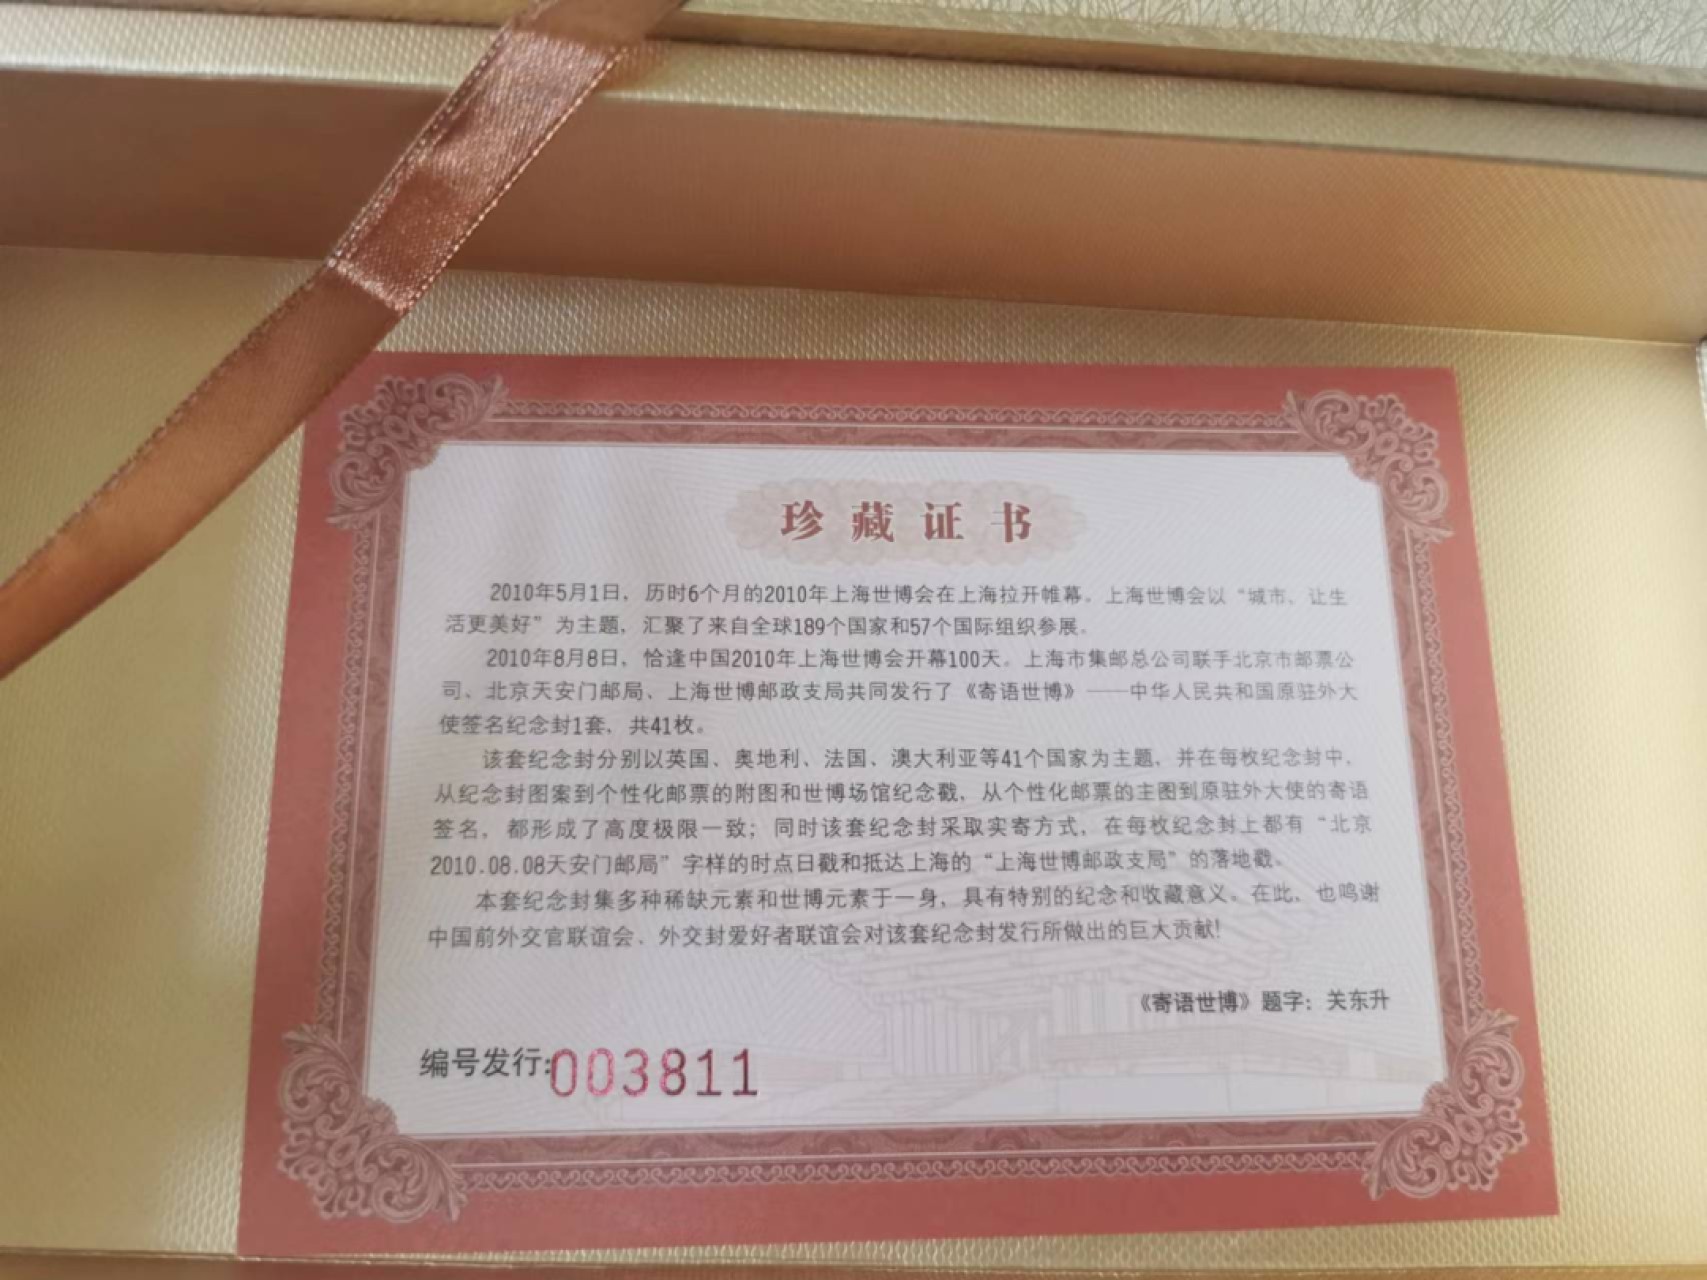 珍藏证书
2010年5月1日，历时6个月的2010年上海世博会在上海拉开帷幕。上海世博会以“城市，让生
活更美好”为主题，汇聚了来自全球189个国家和57个国际组织参展。
2010年8月8日，恰逢中国2010年上海世博会开幕100天。上海市集邮总公司联手北京市邮票公
司、北京天安门邮局、上海世博邮政支局共同发行了《寄语世博》——中华人民共和国原驻外大
使签名纪念封1套，共41枚。
该套纪念封分别以英国、奥地利、法国、澳大利亚等41个国家为主题，并在每枚纪念封中，
从纪念封图案到个性化邮票的附图和世博场馆纪念戳，从个性化邮票的主图到原驻外大使的寄语
签名，都形成了高度极限一致；同时该套纪念封采取实寄方式，在每枚纪念封上都有“北京
2010.08.08天安门邮局”字样的时点日戳和抵达上海的“上海世博邮政支局”的落地戳。
本套纪念封集多种稀缺元素和世博元素于一身，具有特别的纪念和收藏意义。在此，也鸣谢
中国前外交官联谊会、外交封爱好者联谊会对该套纪念封发行所做出的巨大贡献!
《寄语世博》题字：关东升
编号发行:003811